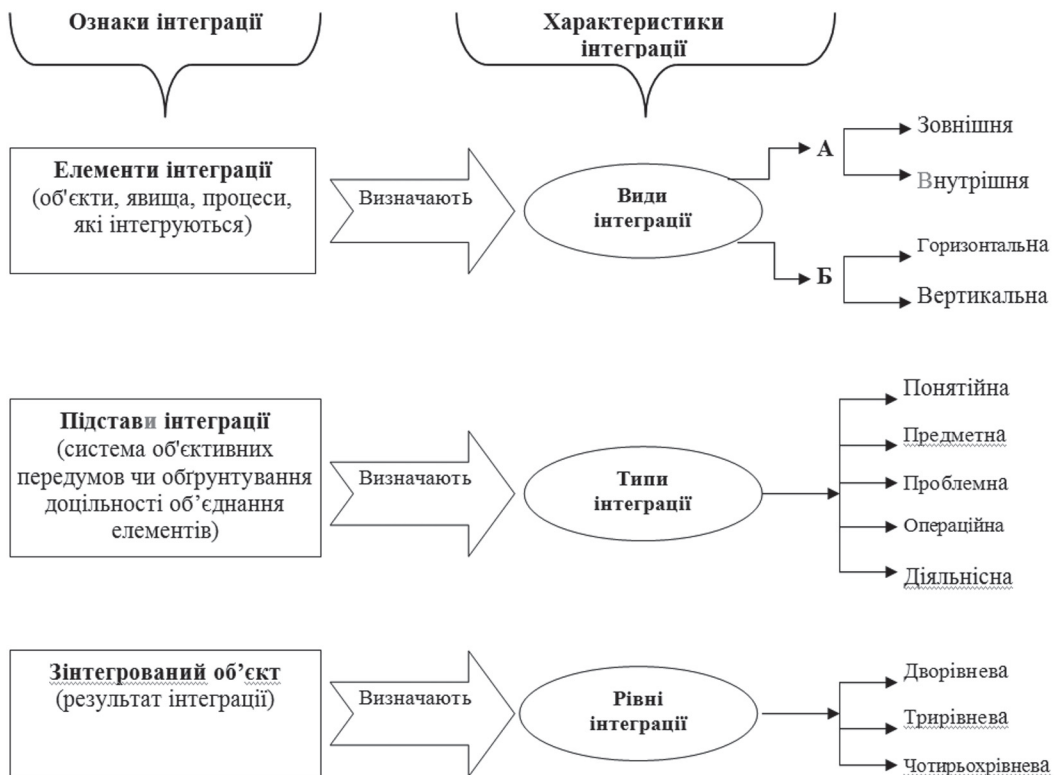 Ознаки інтеграції
Характеристики
інтеграції
Елементи інтеграції
(об'єкти, явища, процеси,
які інтегруються)
Визначають
Види
інтеграції
А
Зовнішня
Внутрішня
Б
Горизонтальна
Вертикальна
Підстави інтеграції
(система об'єктивних
передумов чи обґрунтування
доцільності об’єднання
елементів)
Визначають
Типи
інтеграції
Понятійна
Предметна
Проблемна
Операційна
Діяльнісна
Зінтегрований об’єкт
(результат інтеграції)
Визначають
Рівні
інтеграції
Дворівнева
Трирівнева
Чотирьохрівнева